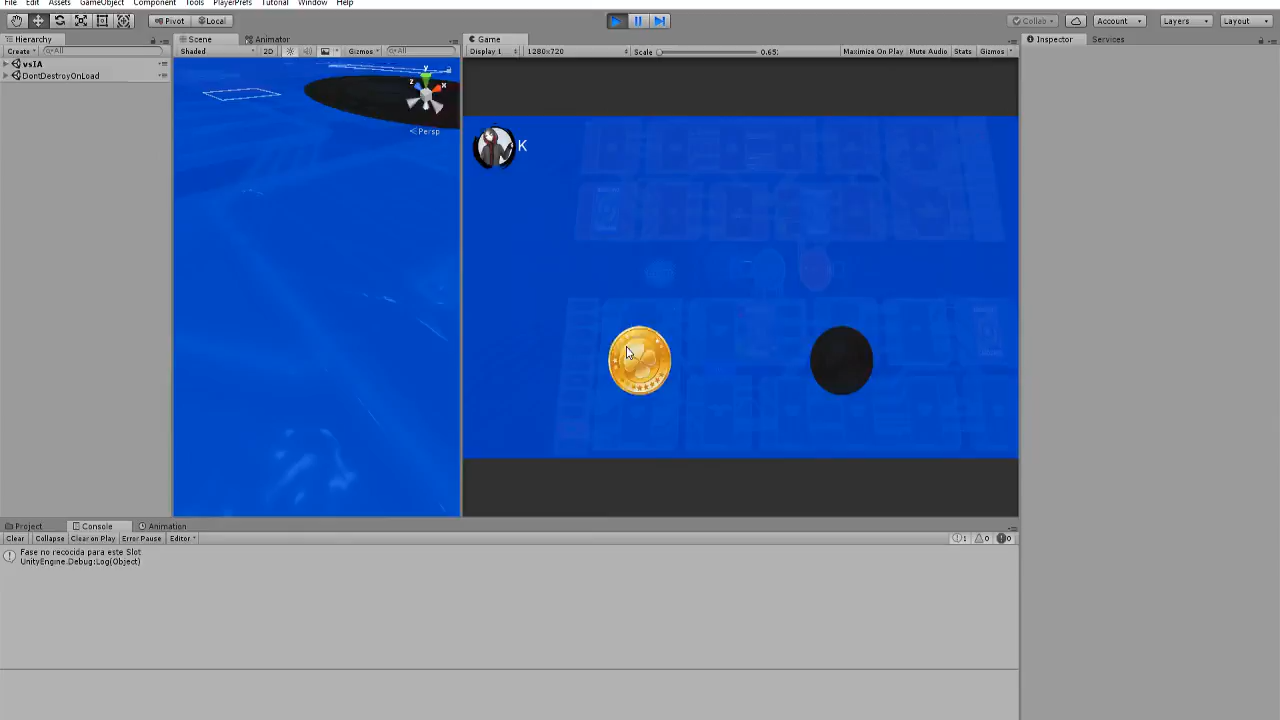 File Edit Assets GameObject Component Tools PlayerPrefs Tutorial Window Help
Pivot Local Collab Account Layers Layout
Hierarchy Scene Animator Game Inspector Services
Create All Shaded 2D Gizmos All Display 1 1280x720 Scale 0.65 Maximize On Play Mute Audio Stats Gizmos
vsIA
DontDestroyOnLoad
y
z x
Persp
K
Project Console Animation
Clear Collapse Clear on Play Error Pause Editor 1 0 0
Fase no recocida para este Slot
UnityEngine.Debug:Log(Object)